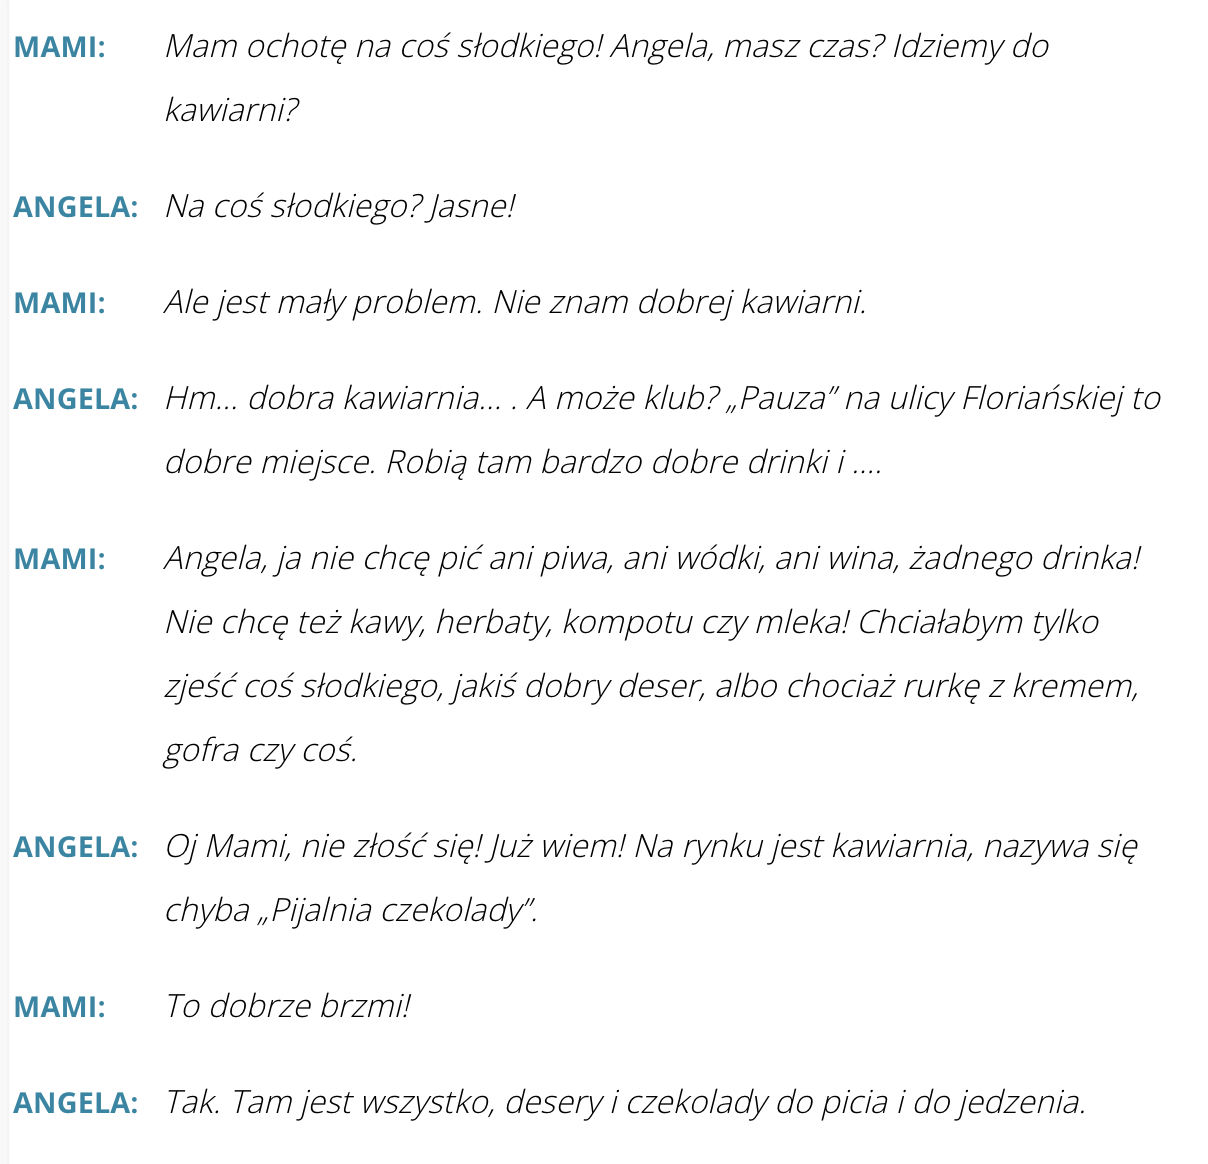 MAMI: Mam ochotę na coś słodkiego! Angela, masz czas? Idziemy do
kawiarni?
ANGELA: Na coś słodkiego? Jasne!
MAMI: Ale jest mały problem. Nie znam dobrej kawiarni.
ANGELA: Hm... dobra kawiarnia... . A może klub? „Pauza” na ulicy Floriańskiej to
dobre miejsce. Robią tam bardzo dobre drinki i ....
MAMI: Angela, ja nie chcę pić ani piwa, ani wódki, ani wina, żadnego drinka!
Nie chcę też kawy, herbaty, kompotu czy mleka! Chciałabym tylko
zjeść coś słodkiego, jakiś dobry deser, albo chociaż rurkę z kremem,
gofra czy coś.
ANGELA: Oj Mami, nie złość się! Już wiem! Na rynku jest kawiarnia, nazywa się
chyba „Pijalnia czekolady”.
MAMI: To dobrze brzmi!
ANGELA: Tak. Tam jest wszystko, desery i czekolady do picia i do jedzenia.